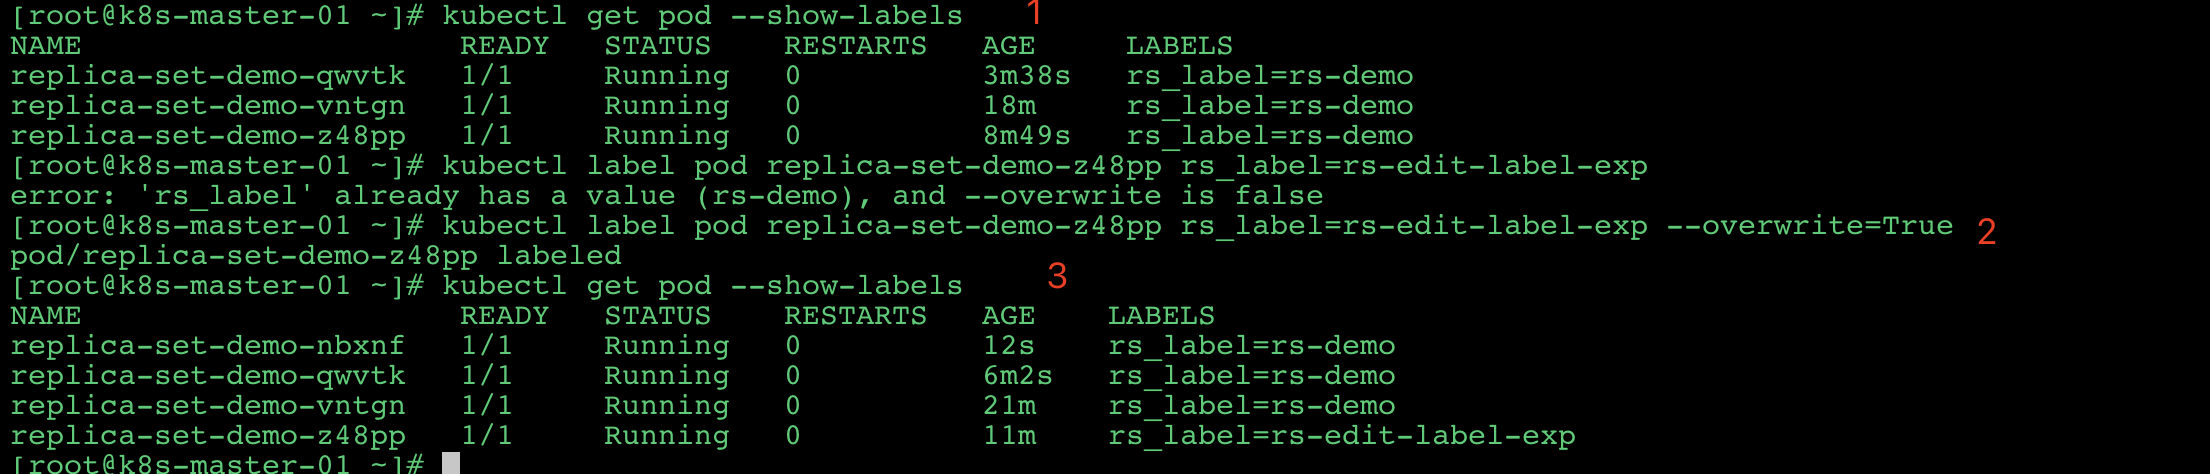 [root@k8s-master-01 ~]# kubectl get pod --show-labels 1
NAME READY STATUS RESTARTS AGE LABELS
replica-set-demo-qwvtk 1/1 Running 0 3m38s rs_label=rs-demo
replica-set-demo-vntgn 1/1 Running 0 18m rs_label=rs-demo
replica-set-demo-z48pp 1/1 Running 0 8m49s rs_label=rs-demo
[root@k8s-master-01 ~]# kubectl label pod replica-set-demo-z48pp rs_label=rs-edit-label-exp
error: 'rs_label' already has a value (rs-demo), and --overwrite is false
[root@k8s-master-01 ~]# kubectl label pod replica-set-demo-z48pp rs_label=rs-edit-label-exp --overwrite=True 2
pod/replica-set-demo-z48pp labeled
[root@k8s-master-01 ~]# kubectl get pod --show-labels 3
NAME READY STATUS RESTARTS AGE LABELS
replica-set-demo-nbxnf 1/1 Running 0 12s rs_label=rs-demo
replica-set-demo-qwvtk 1/1 Running 0 6m2s rs_label=rs-demo
replica-set-demo-vntgn 1/1 Running 0 21m rs_label=rs-demo
replica-set-demo-z48pp 1/1 Running 0 11m rs_label=rs-edit-label-exp
[root@k8s-master-01 ~]#